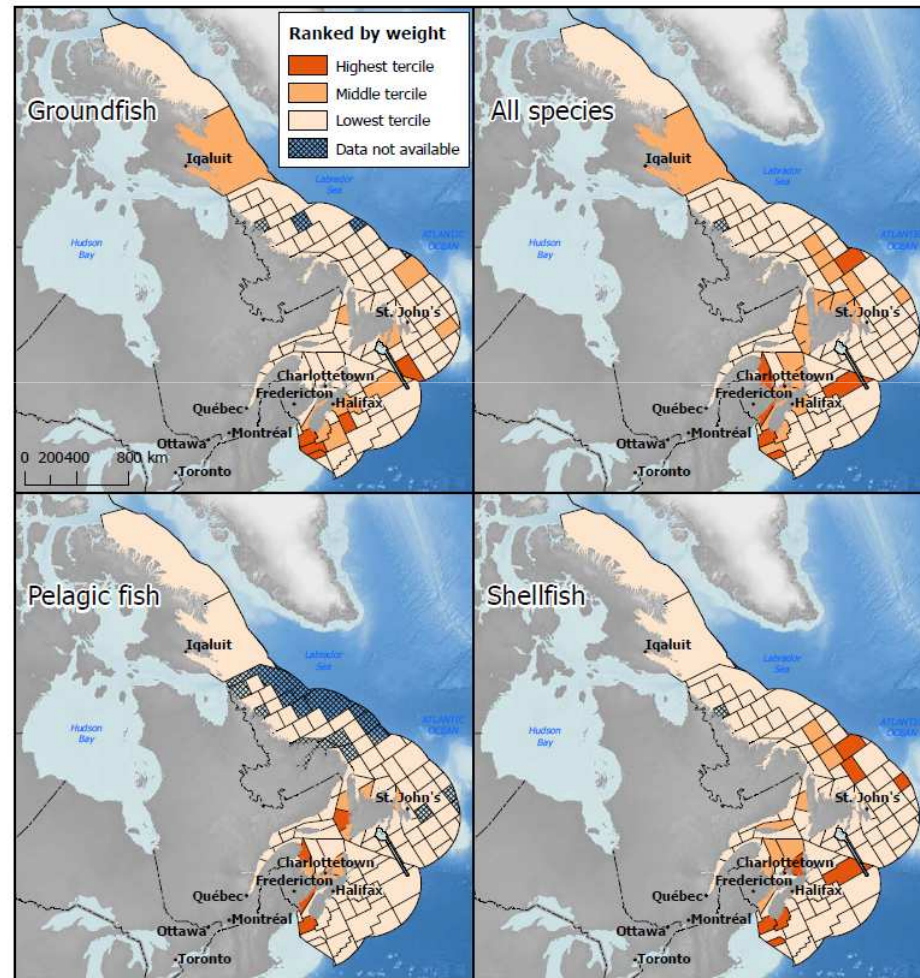 Groundfish
Ranked by weight
Highest tercile
Middle tercile
Lowest tercile
Data not available
Iqaluit
Labrador
Sea
Hudson
Bay
ATLANTIC
OCEAN
St. John's
Charlottetown
Fredericton
Halifax
Québec
Montréal
Ottawa
Toronto
0 200400 800 km
All species
Iqaluit
Labrador
Sea
Hudson
Bay
ATLANTIC
OCEAN
St. John's
Charlottetown
Fredericton
Halifax
Québec
Montréal
Ottawa
Toronto
Pelagic fish
Iqaluit
Labrador
Sea
Hudson
Bay
ATLANTIC
OCEAN
St. John's
Charlottetown
Fredericton
Halifax
Québec
Montréal
Ottawa
Toronto
Shellfish
Iqaluit
Labrador
Sea
Hudson
Bay
ATLANTIC
OCEAN
St. John's
Charlottetown
Fredericton
Halifax
Québec
Montréal
Ottawa
Toronto